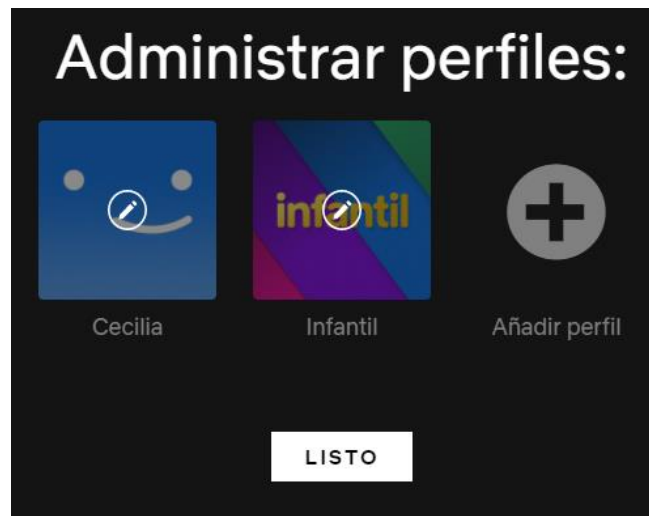 Administrar perfiles:
infantil
Cecilia
Infantil
Añadir perfil
LISTO